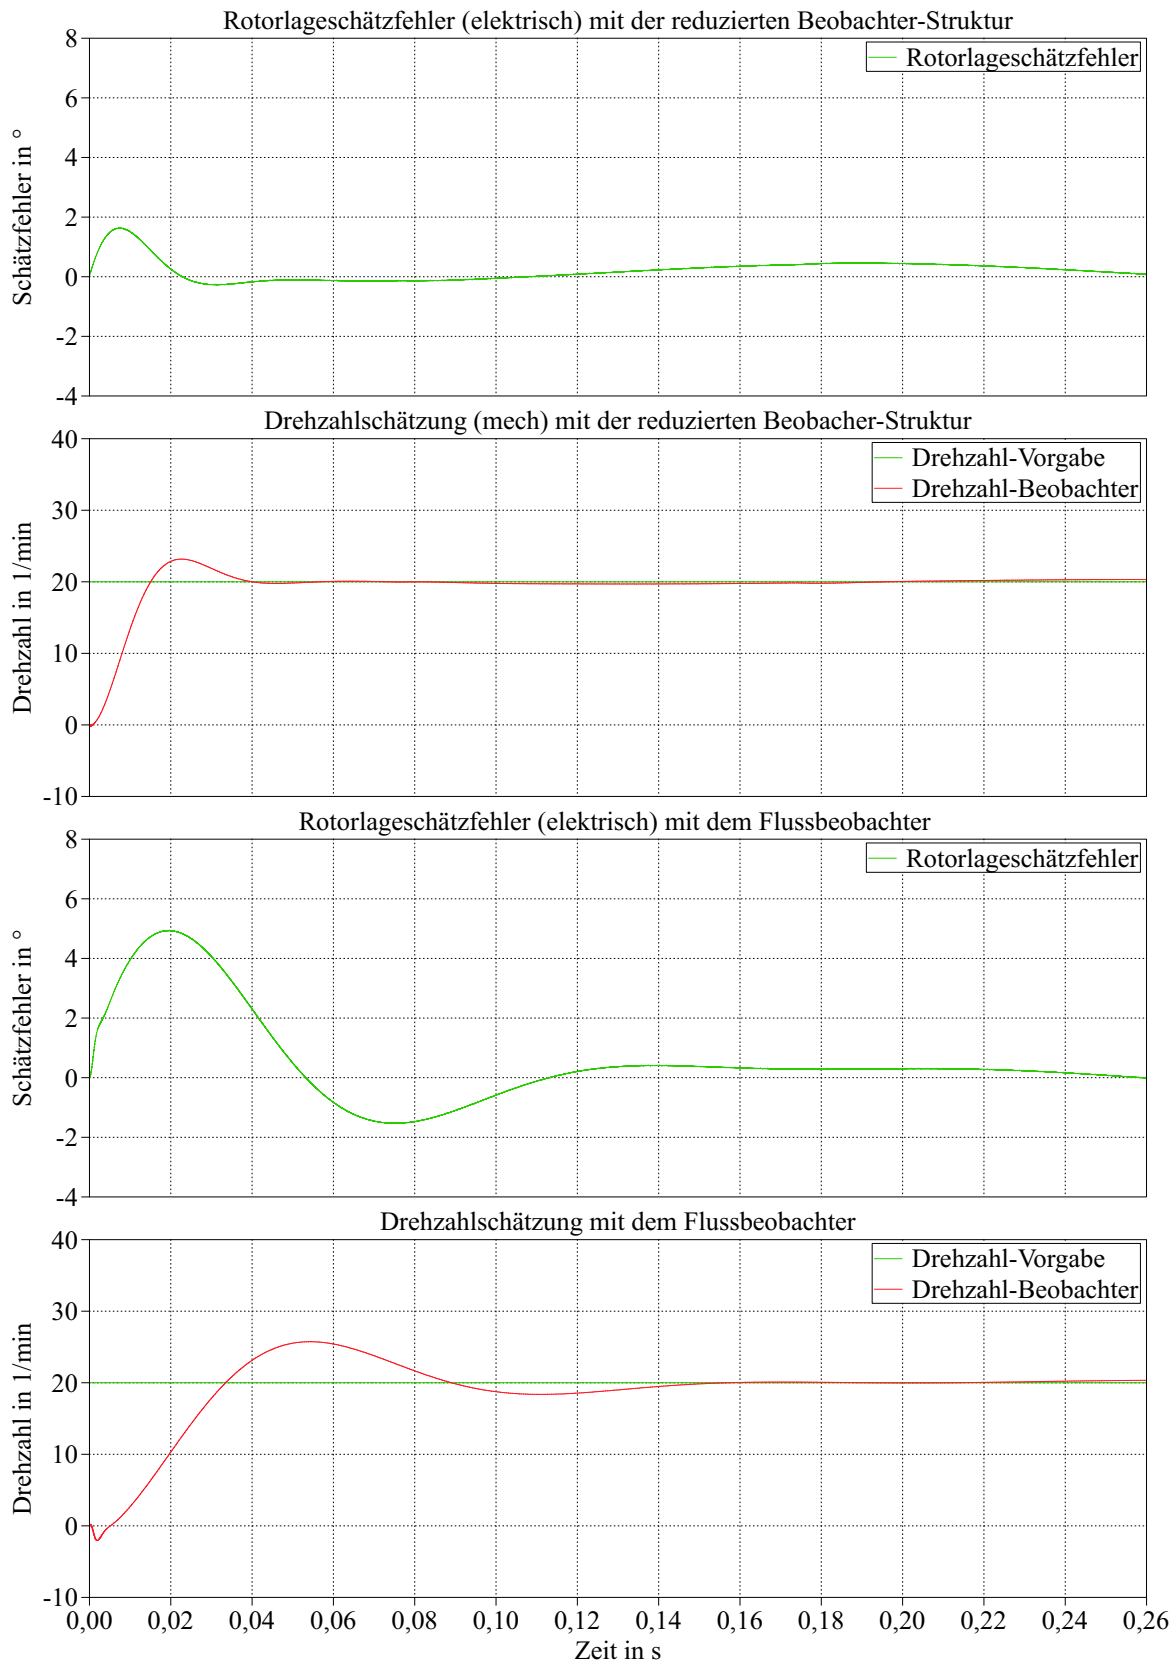 Rotorlageschätzfehler (elektrisch) mit der reduzierten Beobachter-Struktur
8
6
4
2
0
-2
-4
Schätzfehler in °
Rotorlageschätzfehler
Drehzahlschätzung (mech) mit der reduzierten Beobacher-Struktur
40
30
20
10
0
-10
Drehzahl in 1/min
Drehzahl-Vorgabe
Drehzahl-Beobachter
Rotorlageschätzfehler (elektrisch) mit dem Flussbeobachter
8
6
4
2
0
-2
-4
Schätzfehler in °
Rotorlageschätzfehler
Drehzahlschätzung mit dem Flussbeobachter
40
30
20
10
0
-10
Drehzahl in 1/min
Drehzahl-Vorgabe
Drehzahl-Beobachter
0,00 0,02 0,04 0,06 0,08 0,10 0,12 0,14 0,16 0,18 0,20 0,22 0,24 0,26
Zeit in s